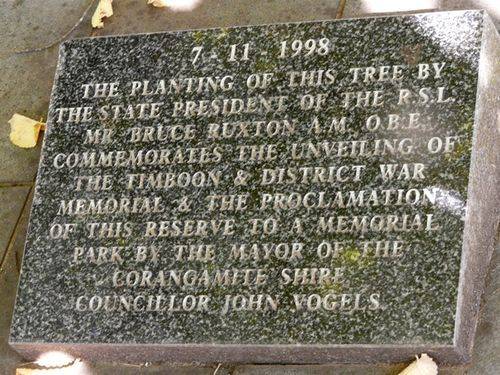 7 - 11 - 1998
THE PLANTING OF THIS TREE BY
THE STATE PRESIDENT OF THE R.S.L.
MR. BRUCE RUXTON A.M. O.B.E.
COMMEMORATES THE UNVEILING OF
THE TIMBOON & DISTRICT WAR
MEMORIAL & THE PROCLAMATION
OF THIS RESERVE TO A MEMORIAL
PARK BY THE MAYOR OF THE
CORANGAMITE SHIRE
COUNCILLOR JOHN VOGELS.